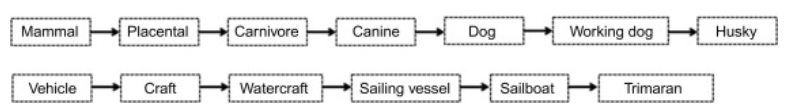 Mammal Placental Carnivore Canine Dog Working dog Husky
Vehicle Craft Watercraft Sailing vessel Sailboat Trimaran